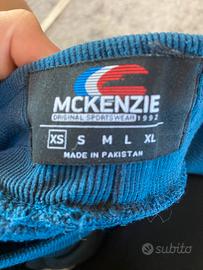 McKENZIE
ORIGINAL SPORTSWEAR 1992
XS S M L XL
MADE IN PAKISTAN
subito